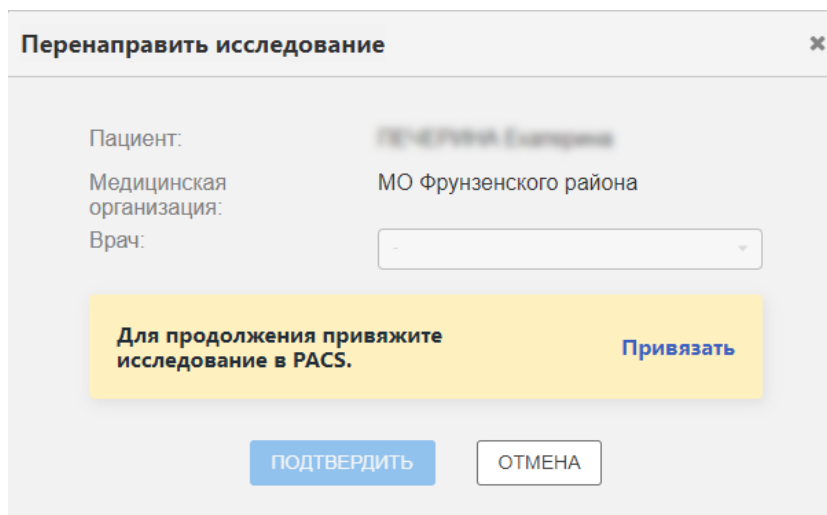 Перенаправить исследование
Пациент:
Медицинская МО Фрунзенского района
организация:
Врач: -
Для продолжения привяжите
исследование в PACS. Привязать
ПОДТВЕРДИТЬ ОТМЕНА